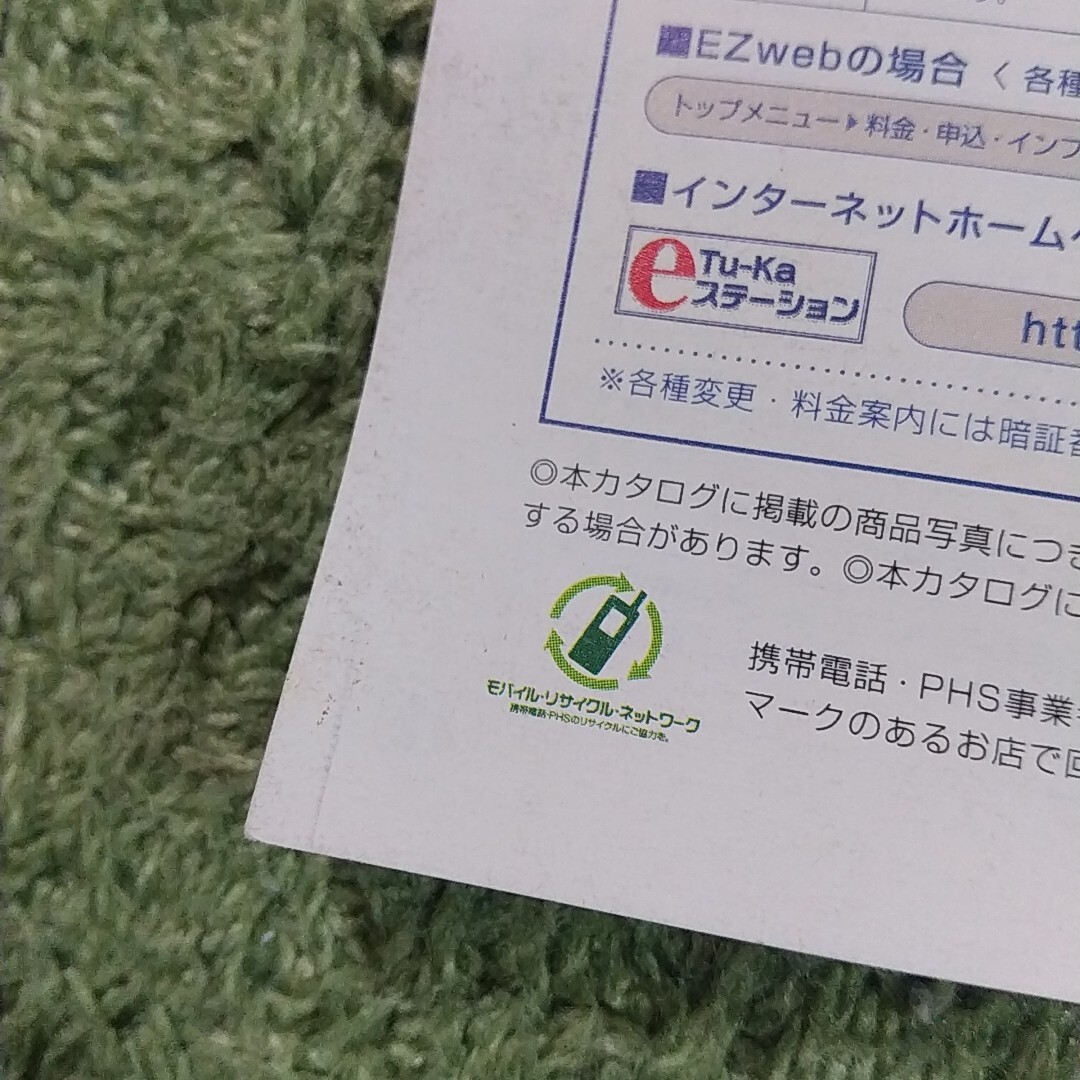 ■EZwebの場合 〈 各種
トップメニュー▶料金・申込・インフ
■インターネットホーム
e Tu-Ka
ステーション
htt
※各種変更・料金案内には暗証
◎本カタログに掲載の商品写真につき
する場合があります。◎本カタログに
モバイル・リサイクル・ネットワーク
携帯電話・PHSのリサイクルにご協力を。
携帯電話・PHS事業
マークのあるお店で回